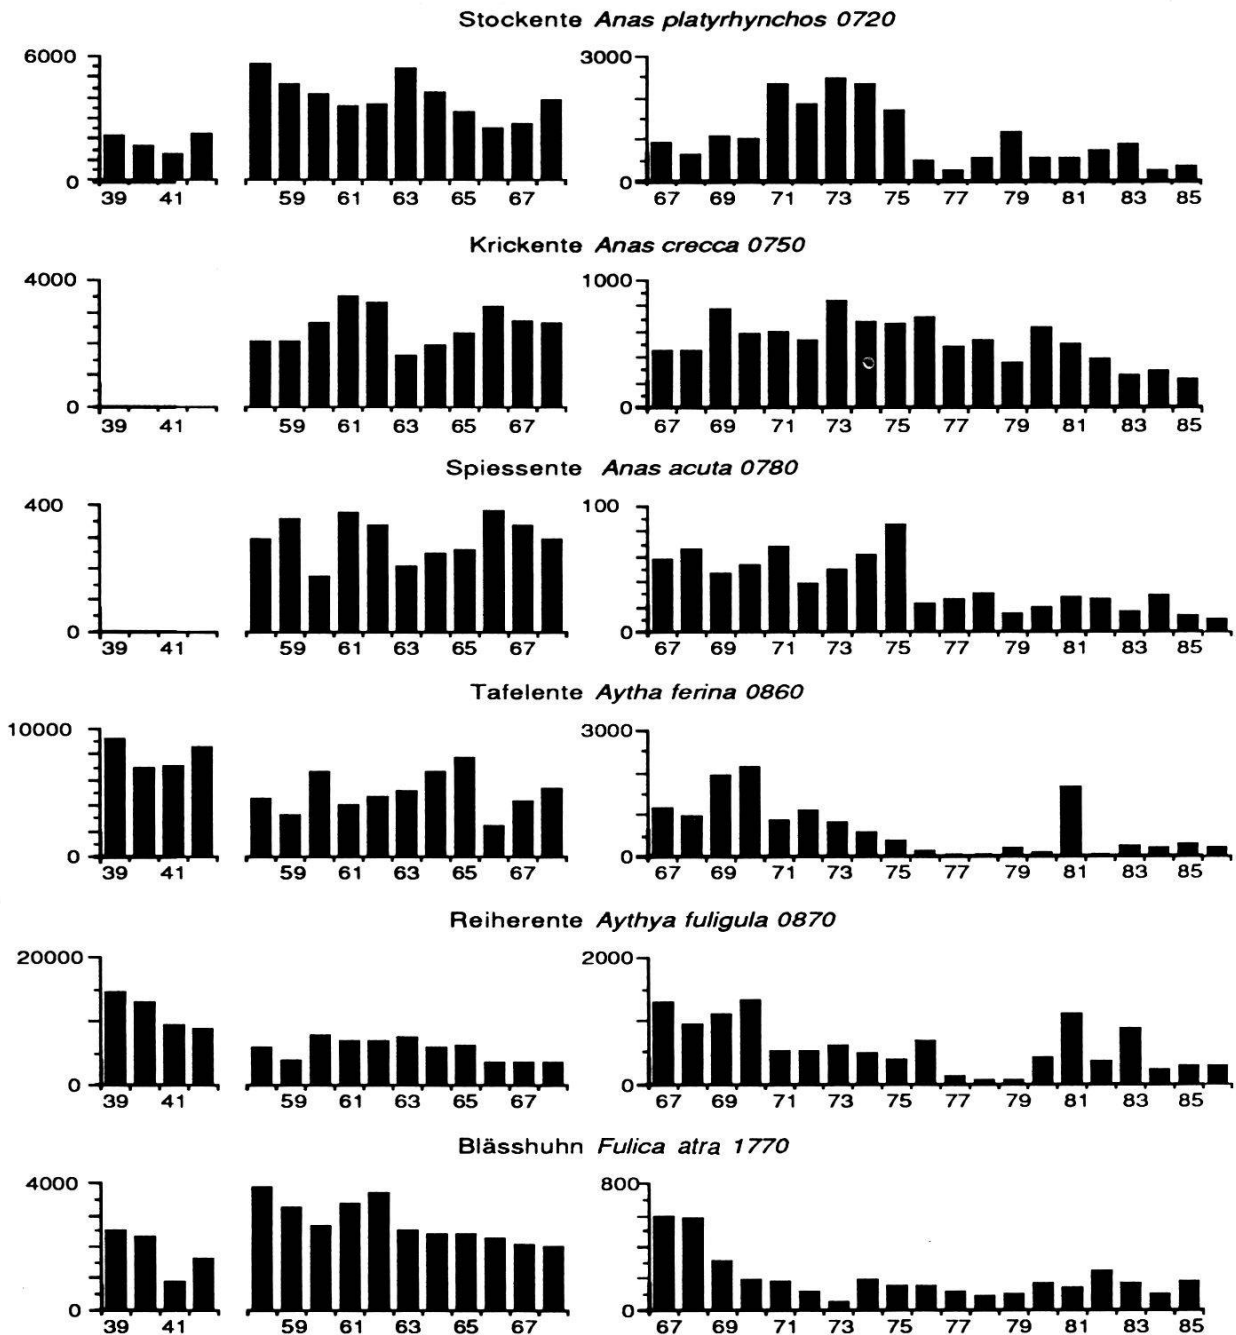 Stockente Anas platyrhynchos 0720
6000 3000
0 0
39 41 59 61 63 65 67 67 69 71 73 75 77 79 81 83 85
Krickente Anas crecca 0750
4000 1000
0 0
39 41 59 61 63 65 67 67 69 71 73 75 77 79 81 83 85
Spiessente Anas acuta 0780
400 100
0 0
39 41 59 61 63 65 67 67 69 71 73 75 77 79 81 83 85
Tafelente Aytha ferina 0860
10000 3000
0 0
39 41 59 61 63 65 67 67 69 71 73 75 77 79 81 83 85
Reiherente Aythya fuligula 0870
20000 2000
0 0
39 41 59 61 63 65 67 67 69 71 73 75 77 79 81 83 85
Blässhuhn Fulica atra 1770
4000 800
0 0
39 41 59 61 63 65 67 67 69 71 73 75 77 79 81 83 85